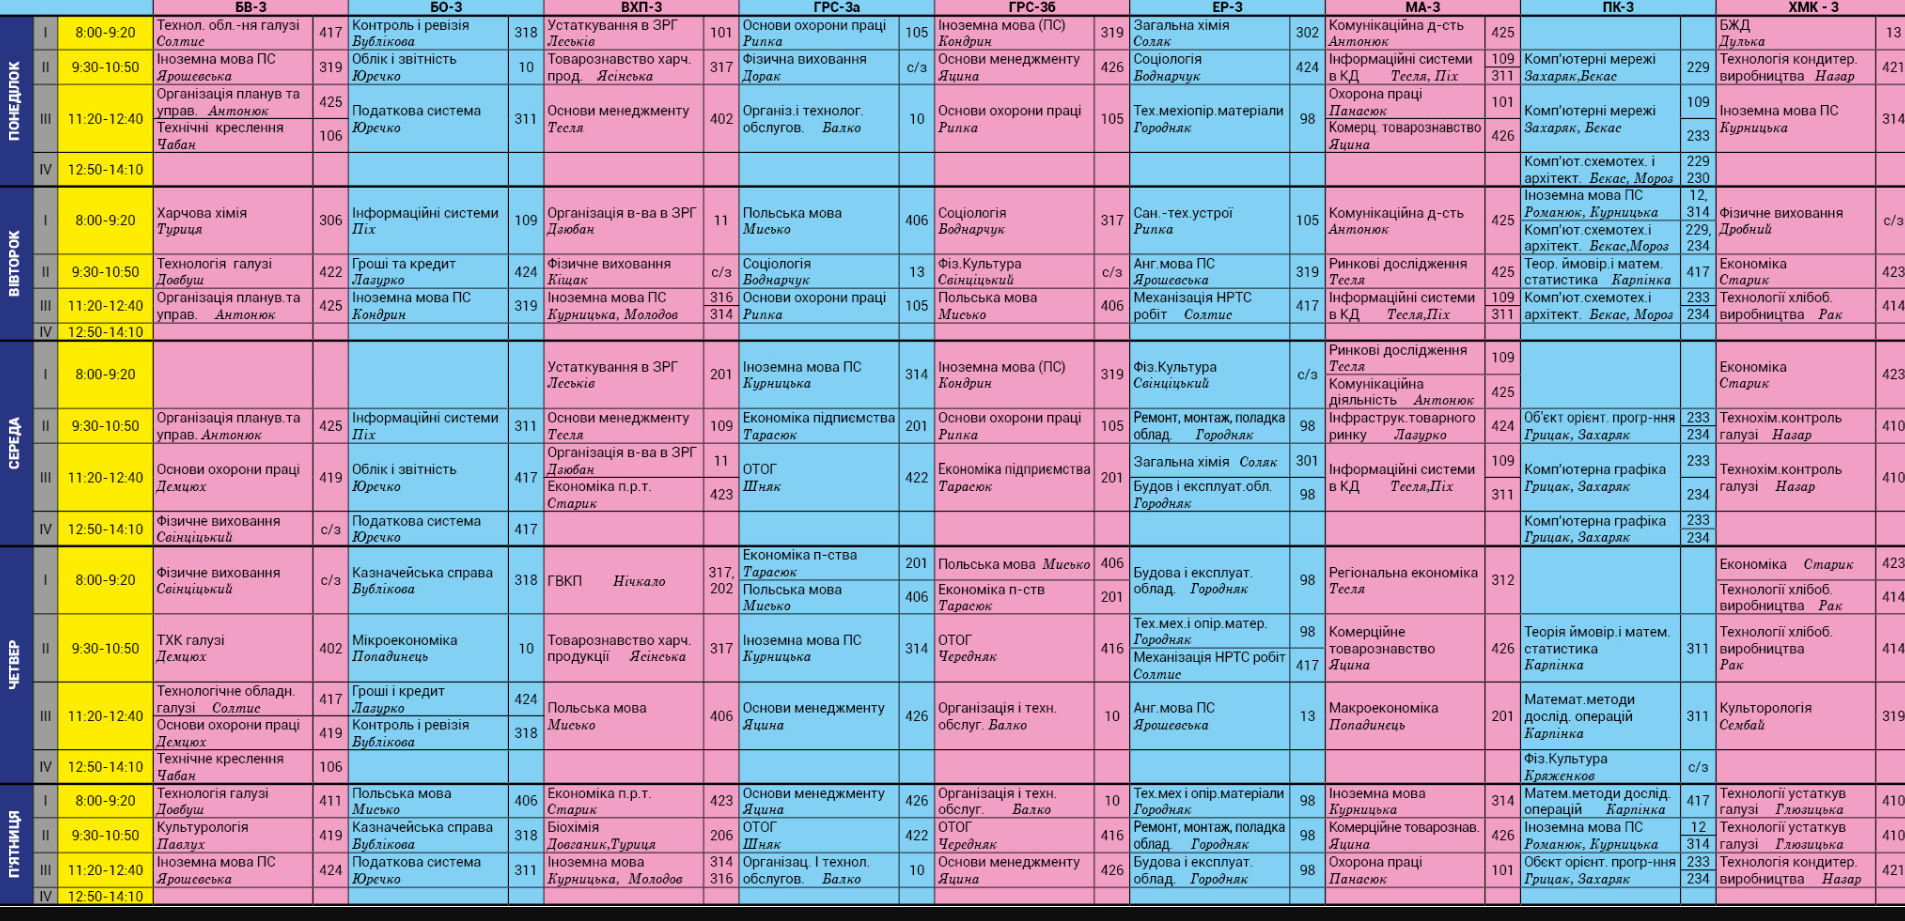 БВ-3 БО-3 ВХП-3 ГРС-3а ГРС-3б ЕР-3 МА-3 ПК-3 ХМК - 3
ПОНЕДІЛОК
I 8:00-9:20
Технол. обл.-ня галузі 417
Солтис
Контроль і ревізія 318
Бублікова
Устаткування в ЗРГ 101
Леськів
Основи охорони праці 105
Рипка
Іноземна мова (ПС) 319
Кондрин
Загальна хімія 302
Соляк
Комунікаційна д-сть 425
Антонюк
БЖД 13
Дулька
II 9:30-10:50
Іноземна мова ПС 319
Ярошевська
Облік і звітність 10
Юречко
Товарознавство харч. 317
прод. Ясінська
Фізична виховання с/з
Дорак
Основи менеджменту 426
Яцина
Соціологія 424
Боднарчук
Інформаційні системи 109
в КД Тесля, Піх 311
Комп'ютерні мережі 229
Захаряк,Бекас
Технологія кондитер. 421
виробництва Назар
III 11:20-12:40
Організація планув та 425
управ. Антонюк
Технічні креслення 106
Чабан
Податкова система 311
Юречко
Основи менеджменту 402
Тесля
Організ.і технолог. 10
обслугов. Балко
Основи охорони праці 105
Рипка
Тех.мехіопір.матеріали 98
Городняк
Охорона праці 101
Панасюк
Комерц. товарознавство 426
Яцина
Комп'ютерні мережі 109
Захаряк, Бекас 233
Іноземна мова ПС 314
Курницька
IV 12:50-14:10
Комп'ют.схемотех. і 229
архітект. Бекас, Мороз 230
ВІВТОРОК
I 8:00-9:20
Харчова хімія 306
Туриця
Інформаційні системи 109
Піх
Організація в-ва в ЗРГ 11
Дзюбан
Польська мова 406
Мисько
Соціологія 317
Боднарчук
Сан.-тех.устрої 105
Рипка
Комунікаційна д-сть 425
Антонюк
Іноземна мова ПС 12,
Романюк, Курницька 314
Комп'ют.схемотех.і 229,
архітект. Бекас,Мороз 234
Фізичне виховання с/з
Дробний
II 9:30-10:50
Технологія галузі 422
Довбуш
Гроші та кредит 424
Лазурко
Фізичне виховання с/з
Кіщак
Соціологія 13
Боднарчук
Фіз.Культура с/з
Свінціцький
Анг.мова ПС 319
Ярошевська
Ринкові дослідження 425
Тесля
Теор. ймовір.і матем. 417
статистика Карпінка
Економіка 423
Старик
III 11:20-12:40
Організація планув.та 425
управ. Антонюк
Іноземна мова ПС 319
Кондрин
Іноземна мова ПС 316
Курницька, Молодов 314
Основи охорони праці 105
Рипка
Польська мова 406
Мисько
Механізація НРТС 417
робіт Солтис
Інформаційні системи 109
в КД Тесля,Піх 311
Комп'ют.схемотех.і 233
архітект. Бекас, Мороз 234
Технології хлібоб. 414
виробництва Рак
IV 12:50-14:10
СЕРЕДА
I 8:00-9:20
Устаткування в ЗРГ 201
Леськів
Іноземна мова ПС 314
Курницька
Іноземна мова (ПС) 319
Кондрин
Фіз.Культура с/з
Свінціцький
Ринкові дослідження 109
Тесля
Комунікаційна 425
діяльність Антонюк
Економіка 423
Старик
II 9:30-10:50
Організація планув.та 425
управ. Антонюк
Інформаційні системи 311
Піх
Основи менеджменту 109
Тесля
Економіка підприємства 201
Тарасюк
Основи охорони праці 105
Рипка
Ремонт, монтаж, поладка 98
облад. Городняк
Інфраструк.товарного 424
ринку Лазурко
Об'єкт орієнт. прогр-ння 233
Грицак, Захаряк 234
Технохім.контроль 410
галузі Назар
III 11:20-12:40
Основи охорони праці 419
Демцюх
Облік і звітність 417
Юречко
Організація в-ва в ЗРГ 11
Дзюбан
Економіка п.р.т. 423
Старик
ОТОГ 422
Шняк
Економіка підприємства 201
Тарасюк
Загальна хімія Соляк 301
Будов і експлуат.обл. 98
Городняк
Інформаційні системи 109
в КД Тесля,Піх 311
Комп'ютерна графіка 233
Грицак, Захаряк 234
Технохім.контроль 410
галузі Назар
IV 12:50-14:10
Фізичне виховання с/з
Свінціцький
Податкова система 417
Юречко
Комп'ютерна графіка 233
Грицак, Захаряк 234
ЧЕТВЕР
I 8:00-9:20
Фізичне виховання с/з
Свінціцький
Казначейська справа 318
Бублікова
ГВКП Нічкало 317,
202
Економіка п-ства 201
Тарасюк
Польська мова 406
Мисько
Польська мова Мисько 406
Економіка п-ств 201
Тарасюк
Будова і експлуат. 98
облад. Городняк
Регіональна економіка 312
Тесля
Економіка Старик 423
Технології хлібоб. 414
виробництва Рак
II 9:30-10:50
ТХК галузі 402
Демцюх
Мікроекономіка 10
Попадинець
Товарознавство харч. 317
продукції Ясінська
Іноземна мова ПС 314
Курницька
ОТОГ 416
Чередняк
Тех.мех.і опір.матер. 98
Городняк
Механізація НРТС робіт 417
Солтис
Комерційне 426
товарознавство
Яцина
Теорія ймовір.і матем. 311
статистика
Карпінка
Технології хлібоб. 414
виробництва
Рак
III 11:20-12:40
Технологічне обладн. 417
галузі Солтис
Основи охорони праці 419
Демцюх
Гроші і кредит 424
Лазурко
Контроль і ревізія 318
Бублікова
Польська мова 406
Мисько
Основи менеджменту 426
Яцина
Організація і техн. 10
обслуг. Балко
Анг.мова ПС 13
Ярошевська
Макроекономіка 201
Попадинець
Математ.методи 311
дослід. операцій
Карпінка
Культорологія 319
Сембай
IV 12:50-14:10
Технічне креслення 106
Чабан
Фіз.Культура с/з
Кряженков
П'ЯТНИЦЯ
I 8:00-9:20
Технологія галузі 411
Довбуш
Польська мова 406
Мисько
Економіка п.р.т. 423
Старик
Основи менеджменту 426
Яцина
Організація і техн. 10
обслуг. Балко
Тех.мех і опір.матеріали 98
Городняк
Іноземна мова 314
Курницька
Матем.методи дослід. 417
операцій Карпінка
Технології устаткув 410
галузі Глюзицька
II 9:30-10:50
Культурологія 419
Павлух
Казначейська справа 318
Бублікова
Біохімія 206
Довганик,Туриця
ОТОГ 422
Шняк
ОТОГ 416
Чередняк
Ремонт, монтаж, поладка 98
облад. Городняк
Комерційне товарознав. 426
Яцина
Іноземна мова ПС 12
Романюк, Курницька 314
Технології устаткув 410
галузі Глюзицька
III 11:20-12:40
Іноземна мова ПС 424
Ярошевська
Податкова система 311
Юречко
Іноземна мова 314
Курницька, Молодов 316
Організац. І технол. 10
обслугов. Балко
Основи менеджменту 426
Яцина
Будова і експлуат. 98
облад. Городняк
Охорона праці 101
Панасюк
Обєкт орієнт. прогр-ння 233
Грицак, Захаряк 234
Технологія кондитер. 421
виробництва Назар
IV 12:50-14:10